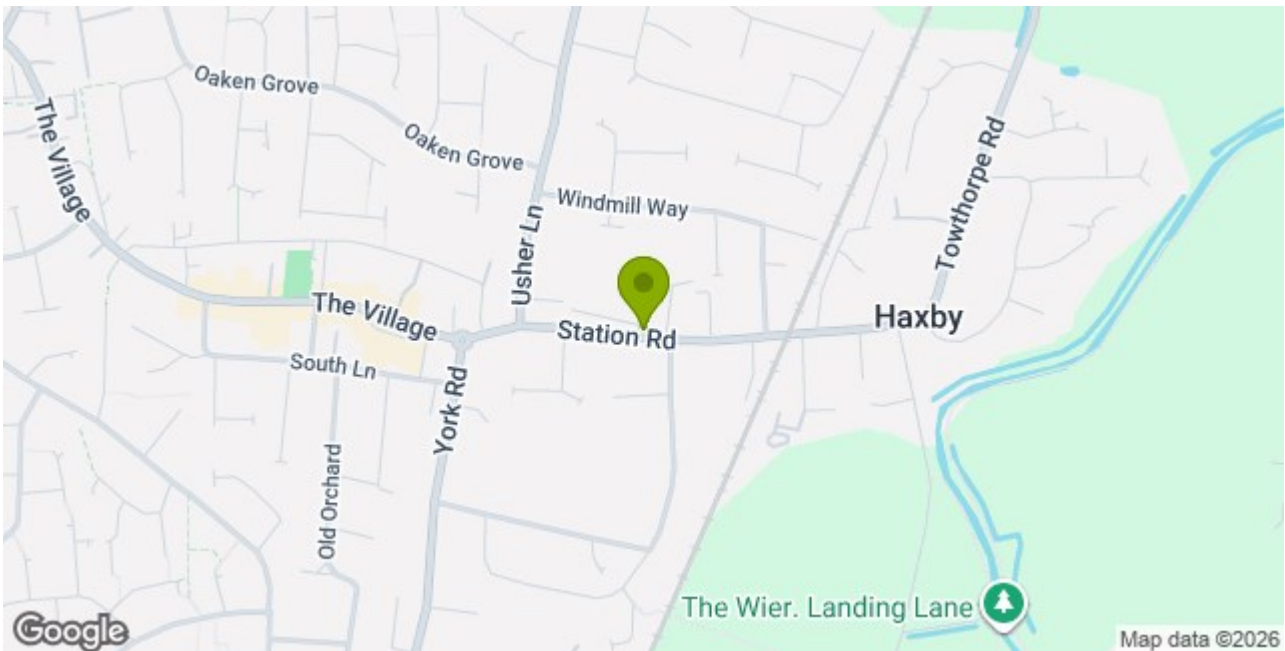 Oaken Grove
Oaken Grove
The Village
Windmill Way
Towthorpe Rd
Usher Ln
The Village
Station Rd
Haxby
South Ln
York Rd
Old Orchard
The Wier. Landing Lane
Google
Map data ©2026